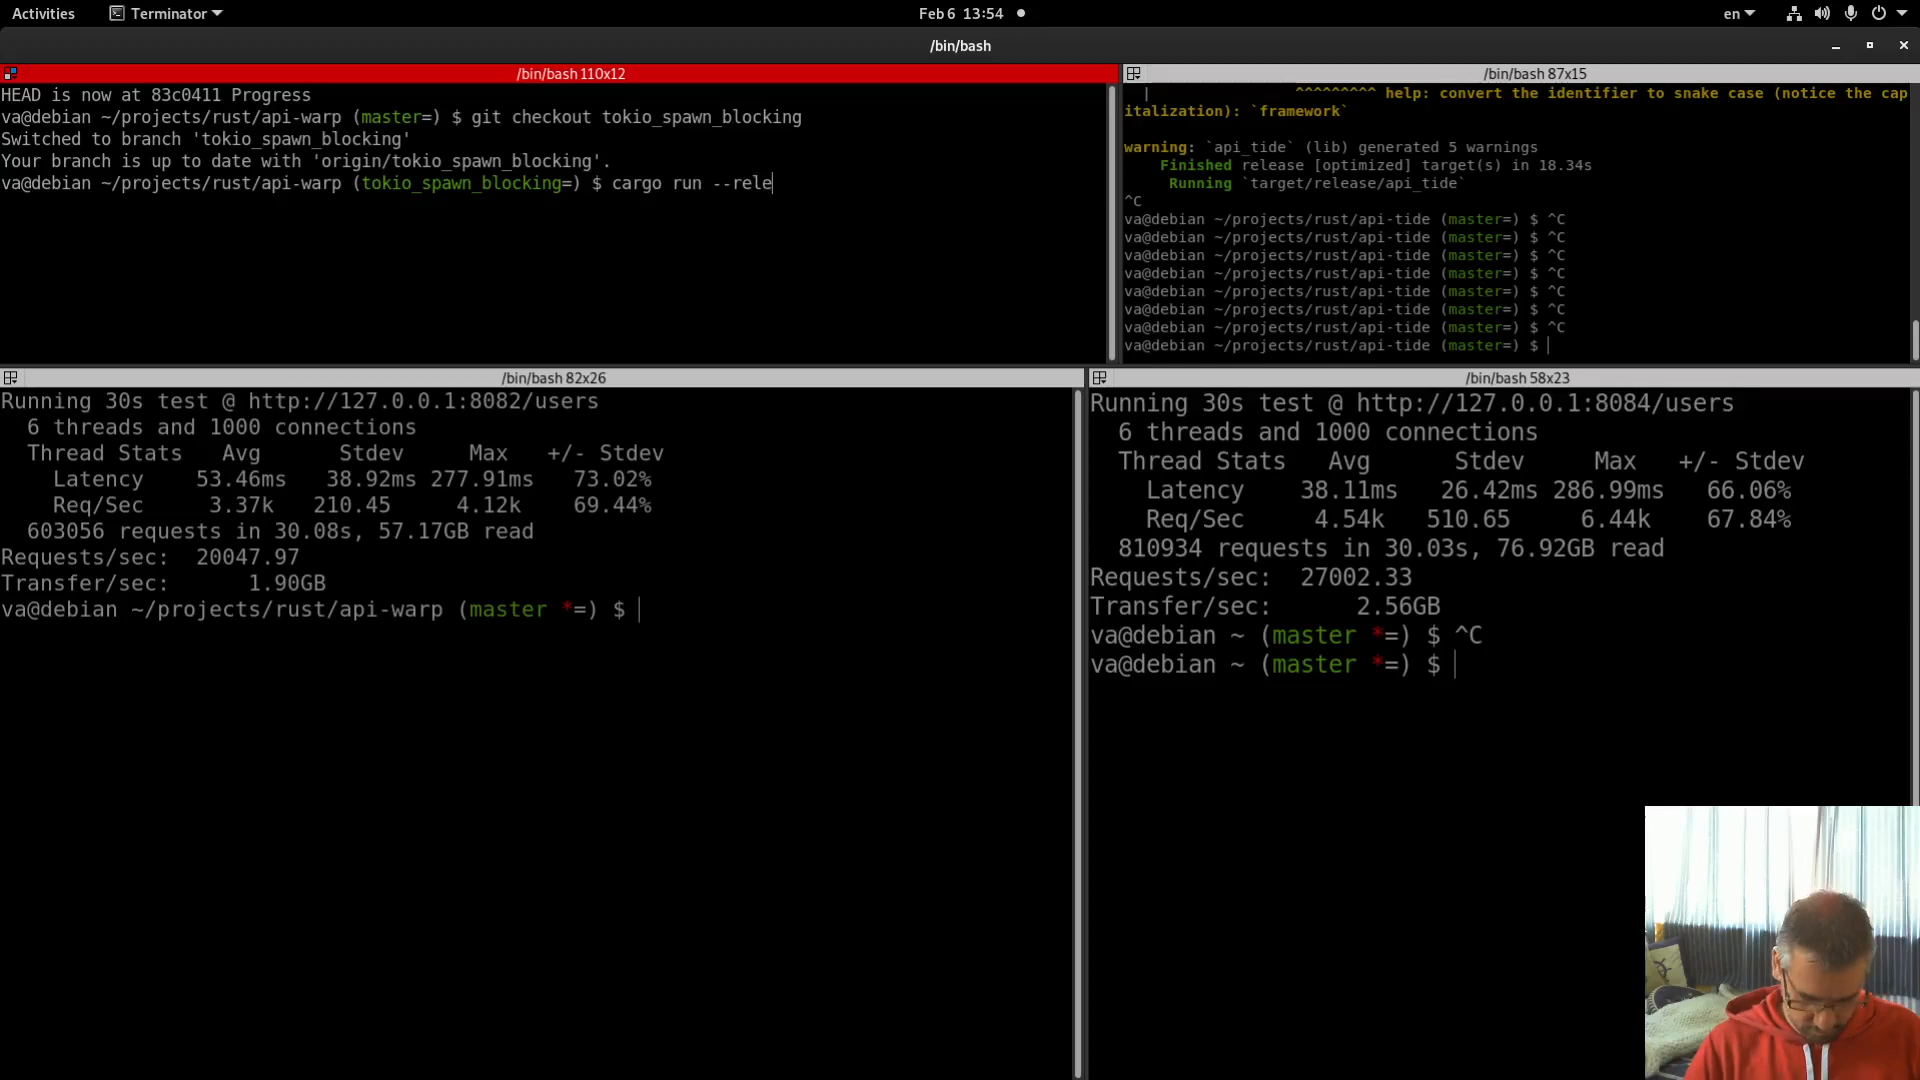 Activities Terminator Feb 6 13:54 en
/bin/bash
/bin/bash 110x12
HEAD is now at 83c0411 Progress
va@debian ~/projects/rust/api-warp (master=) $ git checkout tokio_spawn_blocking
Switched to branch 'tokio_spawn_blocking'
Your branch is up to date with 'origin/tokio_spawn_blocking'.
va@debian ~/projects/rust/api-warp (tokio_spawn_blocking=) $ cargo run --rele
/bin/bash 87x15
| ^^^^^^^^^ help: convert the identifier to snake case (notice the cap
italization): `framework`
warning: `api_tide` (lib) generated 5 warnings
Finished release [optimized] target(s) in 18.34s
Running `target/release/api_tide`
^C
va@debian ~/projects/rust/api-tide (master=) $ ^C
va@debian ~/projects/rust/api-tide (master=) $ ^C
va@debian ~/projects/rust/api-tide (master=) $ ^C
va@debian ~/projects/rust/api-tide (master=) $ ^C
va@debian ~/projects/rust/api-tide (master=) $ ^C
va@debian ~/projects/rust/api-tide (master=) $ ^C
va@debian ~/projects/rust/api-tide (master=) $ ^C
va@debian ~/projects/rust/api-tide (master=) $
/bin/bash 82x26
Running 30s test @ http://127.0.0.1:8082/users
6 threads and 1000 connections
Thread Stats Avg Stdev Max +/- Stdev
Latency 53.46ms 38.92ms 277.91ms 73.02%
Req/Sec 3.37k 210.45 4.12k 69.44%
603056 requests in 30.08s, 57.17GB read
Requests/sec: 20047.97
Transfer/sec: 1.90GB
va@debian ~/projects/rust/api-warp (master *=) $
/bin/bash 58x23
Running 30s test @ http://127.0.0.1:8084/users
6 threads and 1000 connections
Thread Stats Avg Stdev Max +/- Stdev
Latency 38.11ms 26.42ms 286.99ms 66.06%
Req/Sec 4.54k 510.65 6.44k 67.84%
810934 requests in 30.03s, 76.92GB read
Requests/sec: 27002.33
Transfer/sec: 2.56GB
va@debian ~ (master *=) $ ^C
va@debian ~ (master *=) $